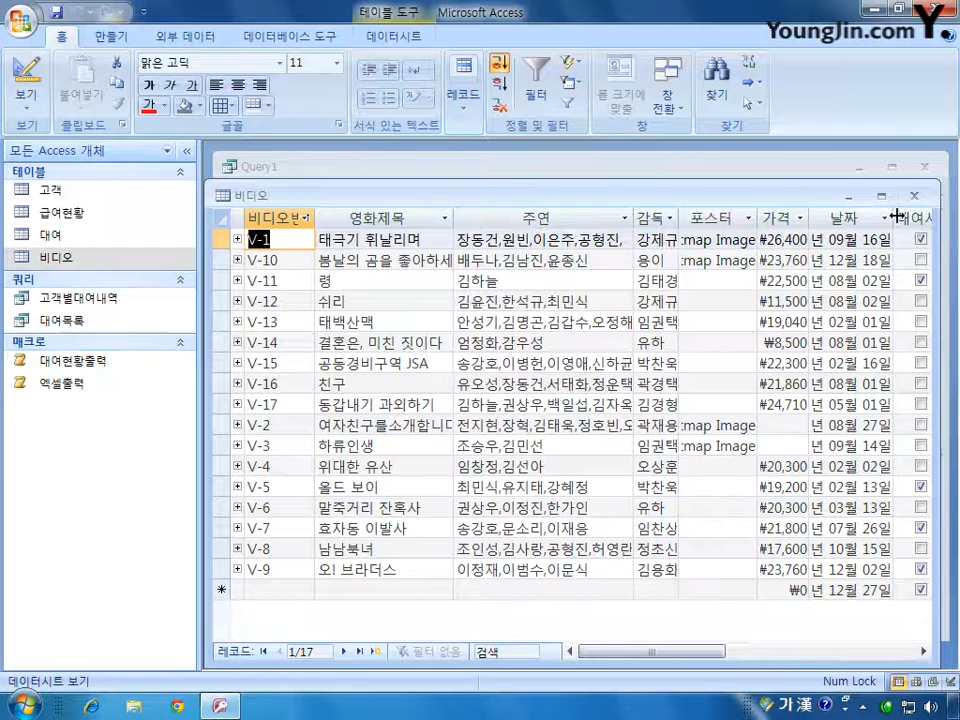 테이블 도구 Microsoft Access
YoungJin.com Y.
홈 만들기 외부 데이터 데이터베이스 도구 데이터시트
맑은 고딕 11
보기 붙여넣기 가 가 가 레코드 필터 폼 크기에 맞춤 창 전환 찾기
보기 클립보드 글꼴 서식 있는 텍스트 정렬 및 필터 창 찾기
모든 Access 개체
테이블
고객
급여현황
대여
비디오
쿼리
고객별대여내역
대여목록
매크로
대여현황출력
엑셀출력
Query1
비디오
비디오번 영화제목 주연 감독 포스터 가격 날짜 대여
V-1 태극기 휘날리며 장동건,원빈,이은주,공형진, 강제규 :map Image ₩26,400 년 09월 16일
V-10 봄날의 곰을 좋아하세 배두나,김남진,윤종신 용이 :map Image ₩23,760 년 12월 18일
V-11 령 김하늘 김태경 ₩22,500 년 08월 02일
V-12 쉬리 김윤진,한석규,최민식 강제규 ₩11,500 년 08월 02일
V-13 태백산맥 안성기,김명곤,김갑수,오정해 임권택 ₩19,040 년 02월 01일
V-14 결혼은, 미친 짓이다 엄정화,감우성 유하 ₩8,500 년 08월 01일
V-15 공동경비구역 JSA 송강호,이병헌,이영애,신하균 박찬욱 ₩22,300 년 02월 16일
V-16 친구 유오성,장동건,서태화,정운택 곽경택 ₩21,860 년 08월 01일
V-17 동갑내기 과외하기 김하늘,권상우,백일섭,김자옥 김경형 ₩24,710 년 05월 01일
V-2 여자친구를소개합니다 전지현,장혁,김태욱,정호빈,오 곽재용 :map Image 년 08월 27일
V-3 하류인생 조승우,김민선 임권택 :map Image 년 09월 14일
V-4 위대한 유산 임창정,김선아 오상훈 ₩20,300 년 02월 02일
V-5 올드 보이 최민식,유지태,강혜정 박찬욱 ₩19,200 년 02월 13일
V-6 말죽거리 잔혹사 권상우,이정진,한가인 유하 ₩20,300 년 03월 13일
V-7 효자동 이발사 송강호,문소리,이재응 임찬상 ₩21,800 년 07월 26일
V-8 남남북녀 조인성,김사랑,공형진,허영란 정초신 ₩17,600 년 10월 15일
V-9 오! 브라더스 이정재,이범수,이문식 김용화 ₩23,760 년 12월 02일
₩0 년 12월 27일
레코드: 1/17 필터 없음 검색
데이터시트 보기 Num Lock
가 漢